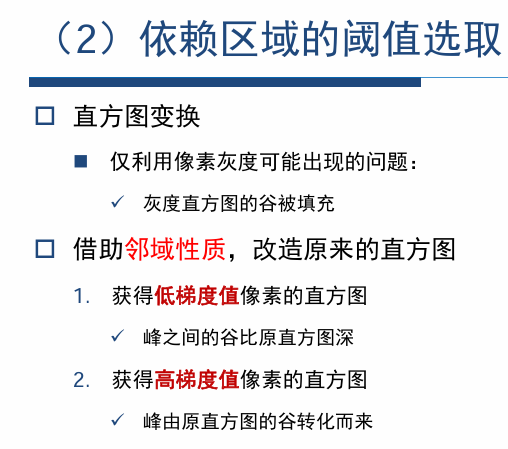 （2）依赖区域的阈值选取
直方图变换
仅利用像素灰度可能出现的问题：
灰度直方图的谷被填充
借助邻域性质，改造原来的直方图
1. 获得低梯度值像素的直方图
峰之间的谷比原直方图深
2. 获得高梯度值像素的直方图
峰由原直方图的谷转化而来